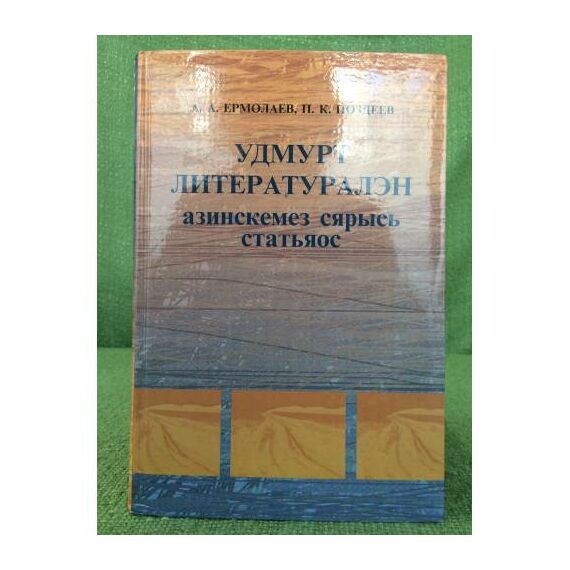 А. А. ЕРМОЛАЕВ, П. К. ПОЗДЕЕВ
УДМУРТ
ЛИТЕРАТУРАЛЭН
азинскемез сярысь
статьяос